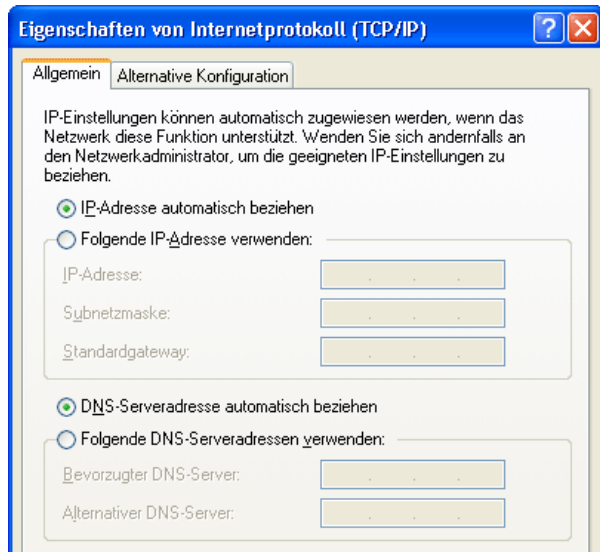 Eigenschaften von Internetprotokoll (TCP/IP)
Allgemein
Alternative Konfiguration
IP-Einstellungen können automatisch zugewiesen werden, wenn das
Netzwerk diese Funktion unterstützt. Wenden Sie sich andernfalls an
den Netzwerkadministrator, um die geeigneten IP-Einstellungen zu
beziehen.
IP-Adresse automatisch beziehen
Folgende IP-Adresse verwenden:
IP-Adresse:
Subnetzmaske:
Standardgateway:
DNS-Serveradresse automatisch beziehen
Folgende DNS-Serveradressen verwenden:
Bevorzugter DNS-Server:
Alternativer DNS-Server: